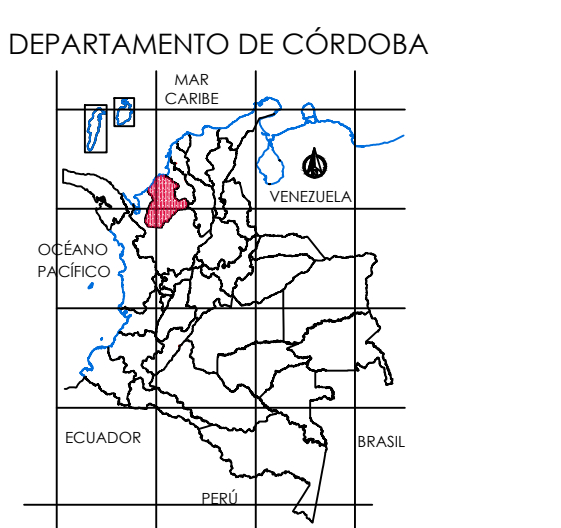 DEPARTAMENTO DE CÓRDOBA
MAR
CARIBE
VENEZUELA
OCÉANO
PACÍFICO
ECUADOR
BRASIL
PERÚ